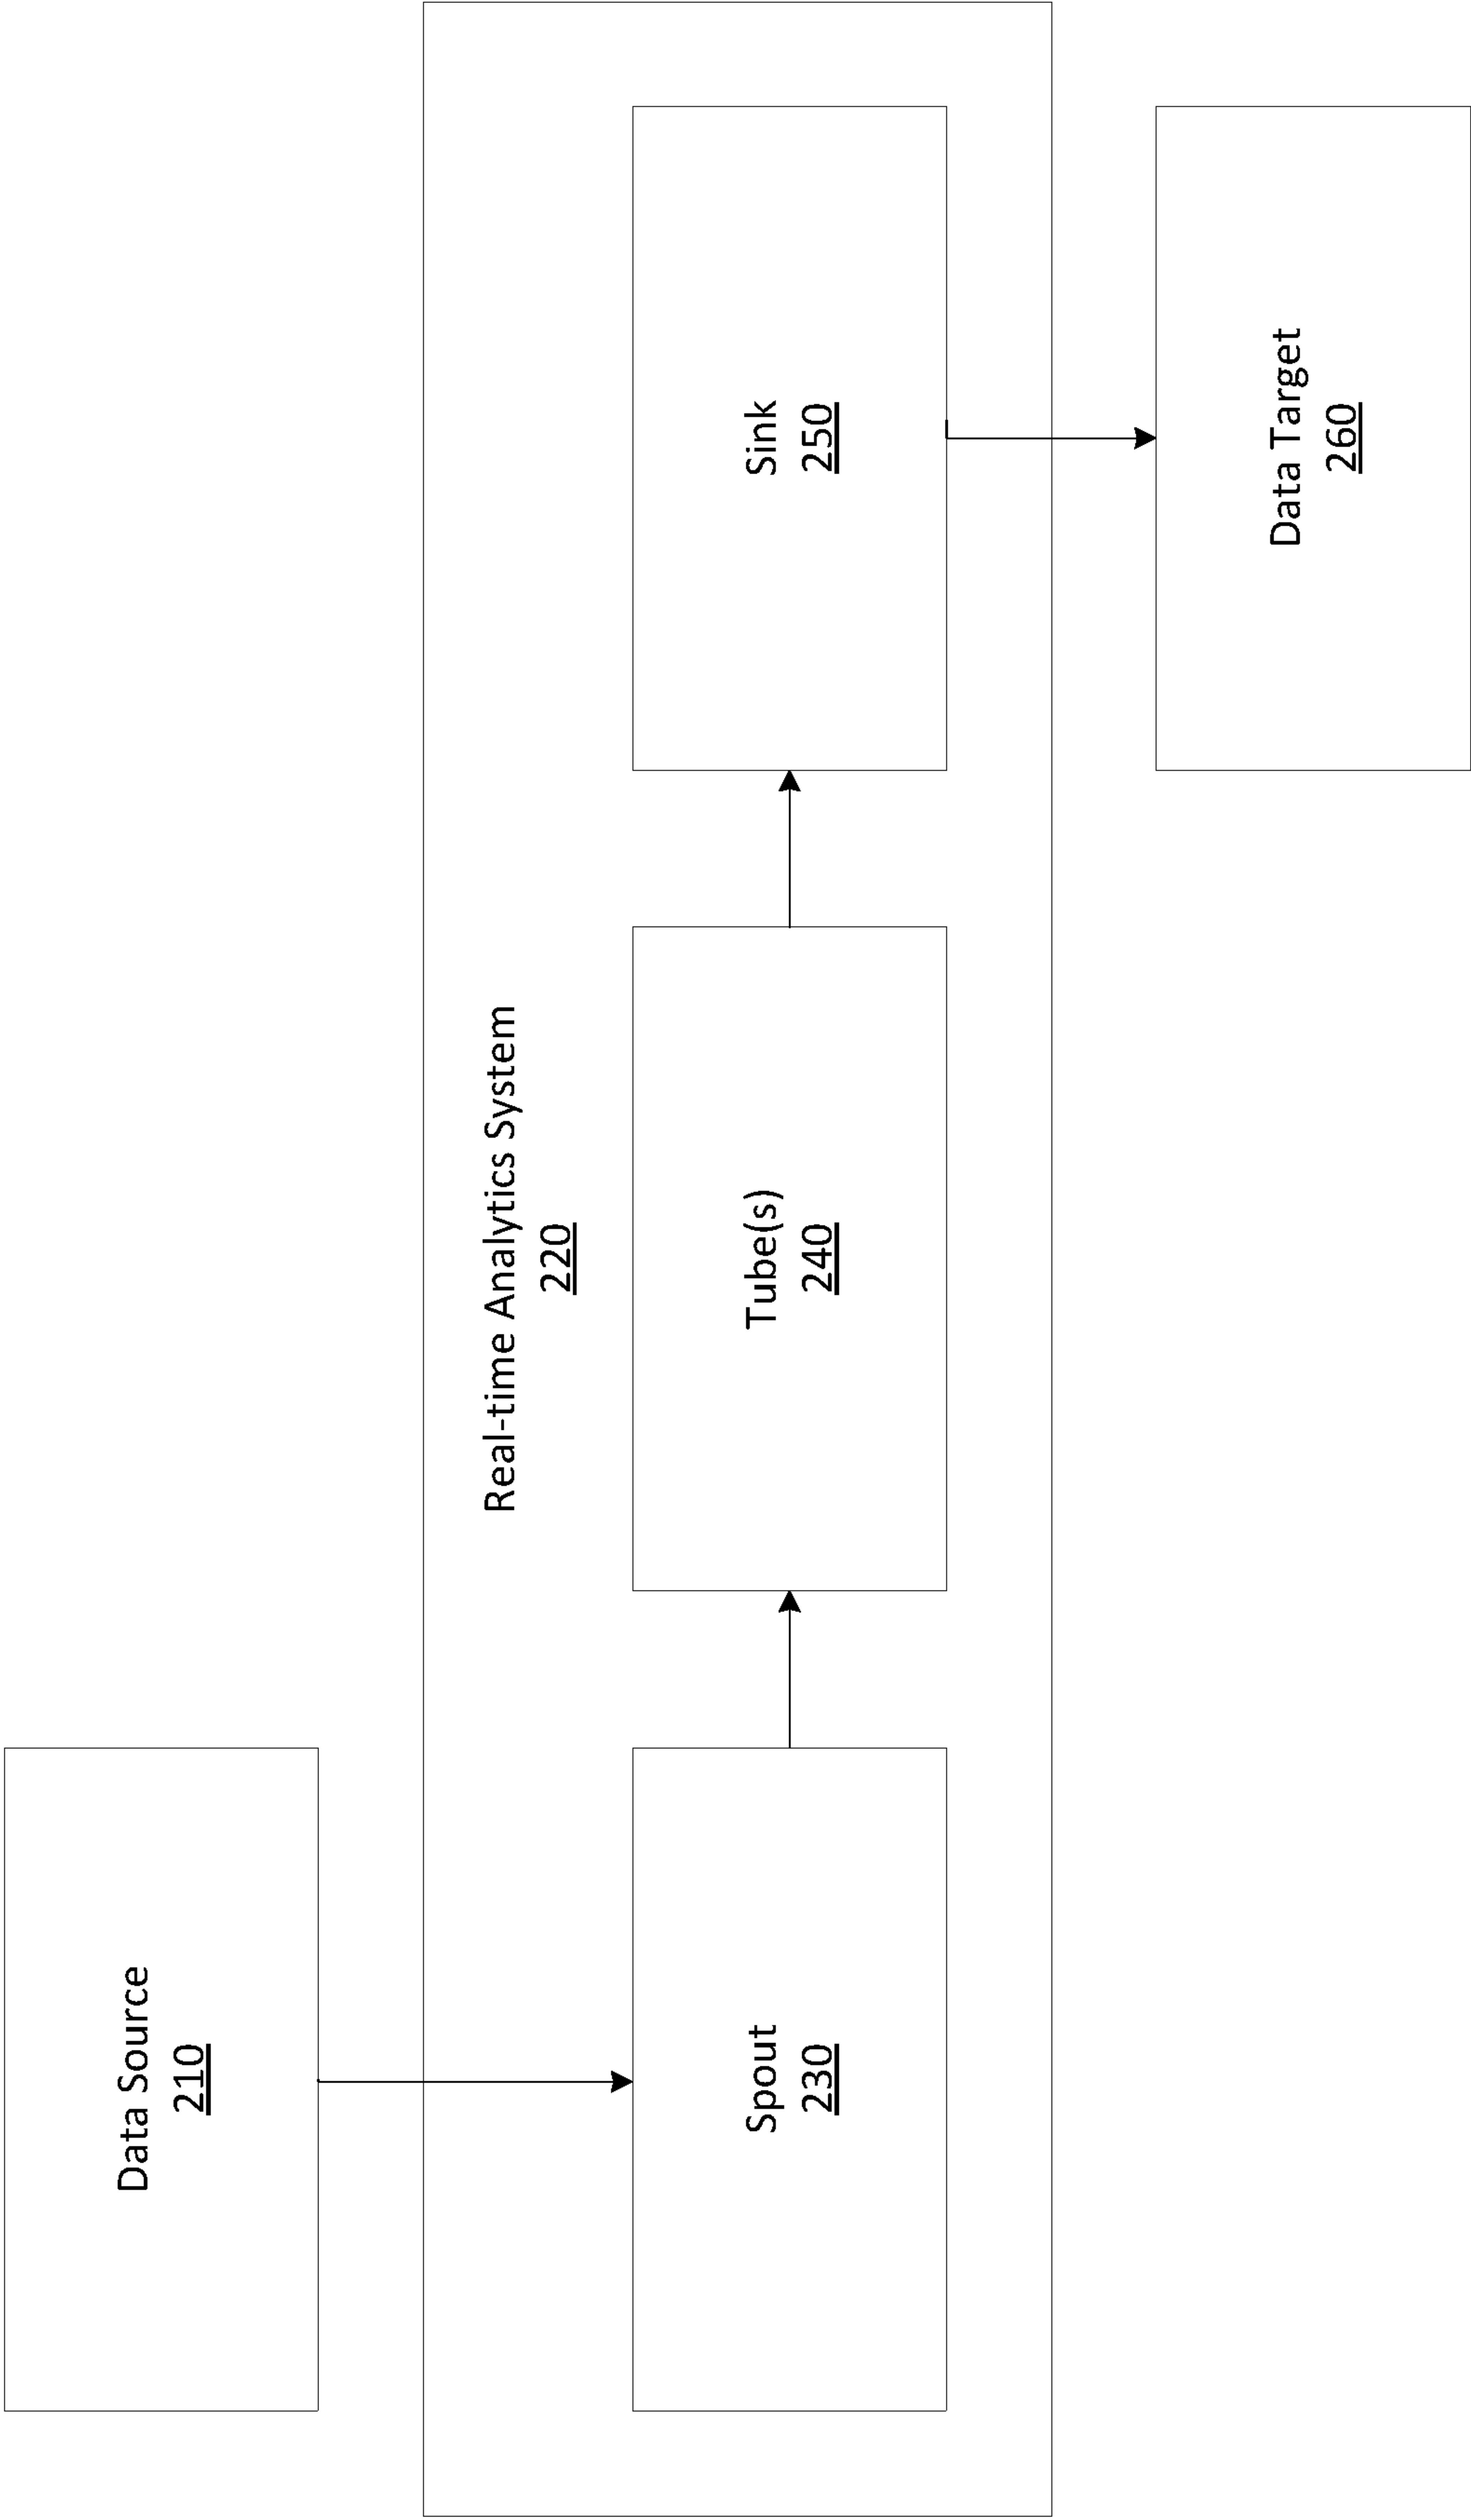 Data Source
210
Real-time Analytics System
220
Spout
230
Tube(s)
240
Sink
250
Data Target
260